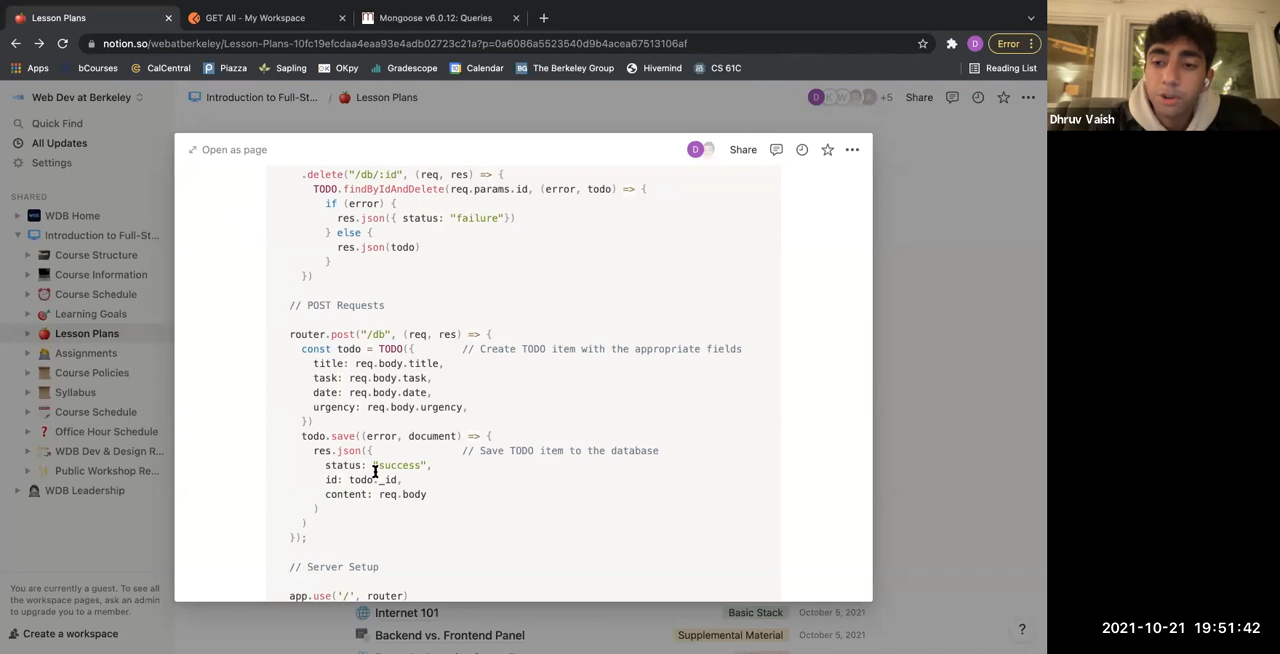 Lesson Plans
GET All - My Workspace
Mongoose v6.0.12: Queries
notion.so/webatberkeley/Lesson-Plans-10fc19efcdaa4eaa93e4adb02723c21a?p=0a6086a5523540d9b4acea67513106af
D
Error
Apps
bCourses
CalCentral
Piazza
Sapling
OK OKpy
Gradescope
Calendar
BG The Berkeley Group
Hivemind
CS 61C
Reading List
Web Dev at Berkeley
Introduction to Full-St... / Lesson Plans
+5
Share
Quick Find
All Updates
Settings
SHARED
WDB Home
Introduction to Full-St...
Course Structure
Course Information
Course Schedule
Learning Goals
Lesson Plans
Assignments
Course Policies
Syllabus
Course Schedule
Office Hour Schedule
WDB Dev & Design R...
Public Workshop Re...
WDB Leadership
You are currently a guest. To see all
the workspace pages, ask an admin
to upgrade you to a member.
Create a workspace
Open as page
D
Share
.delete("/db/:id", (req, res) => {
TODO.findByIdAndDelete(req.params.id, (error, todo) => {
if (error) {
res.json({ status: "failure"})
} else {
res.json(todo)
}
})
// POST Requests
router.post("/db", (req, res) => {
const todo = TODO({ // Create TODO item with the appropriate fields
title: req.body.title,
task: req.body.task,
date: req.body.date,
urgency: req.body.urgency,
})
todo.save((error, document) => {
res.json({ // Save TODO item to the database
status: "success",
id: todo._id,
content: req.body
)
)
});
// Server Setup
app.use('/', router)
Internet 101
Basic Stack
October 5, 2021
Backend vs. Frontend Panel
Supplemental Material
October 5, 2021
?
Dhruv Vaish
2021-10-21 19:51:42